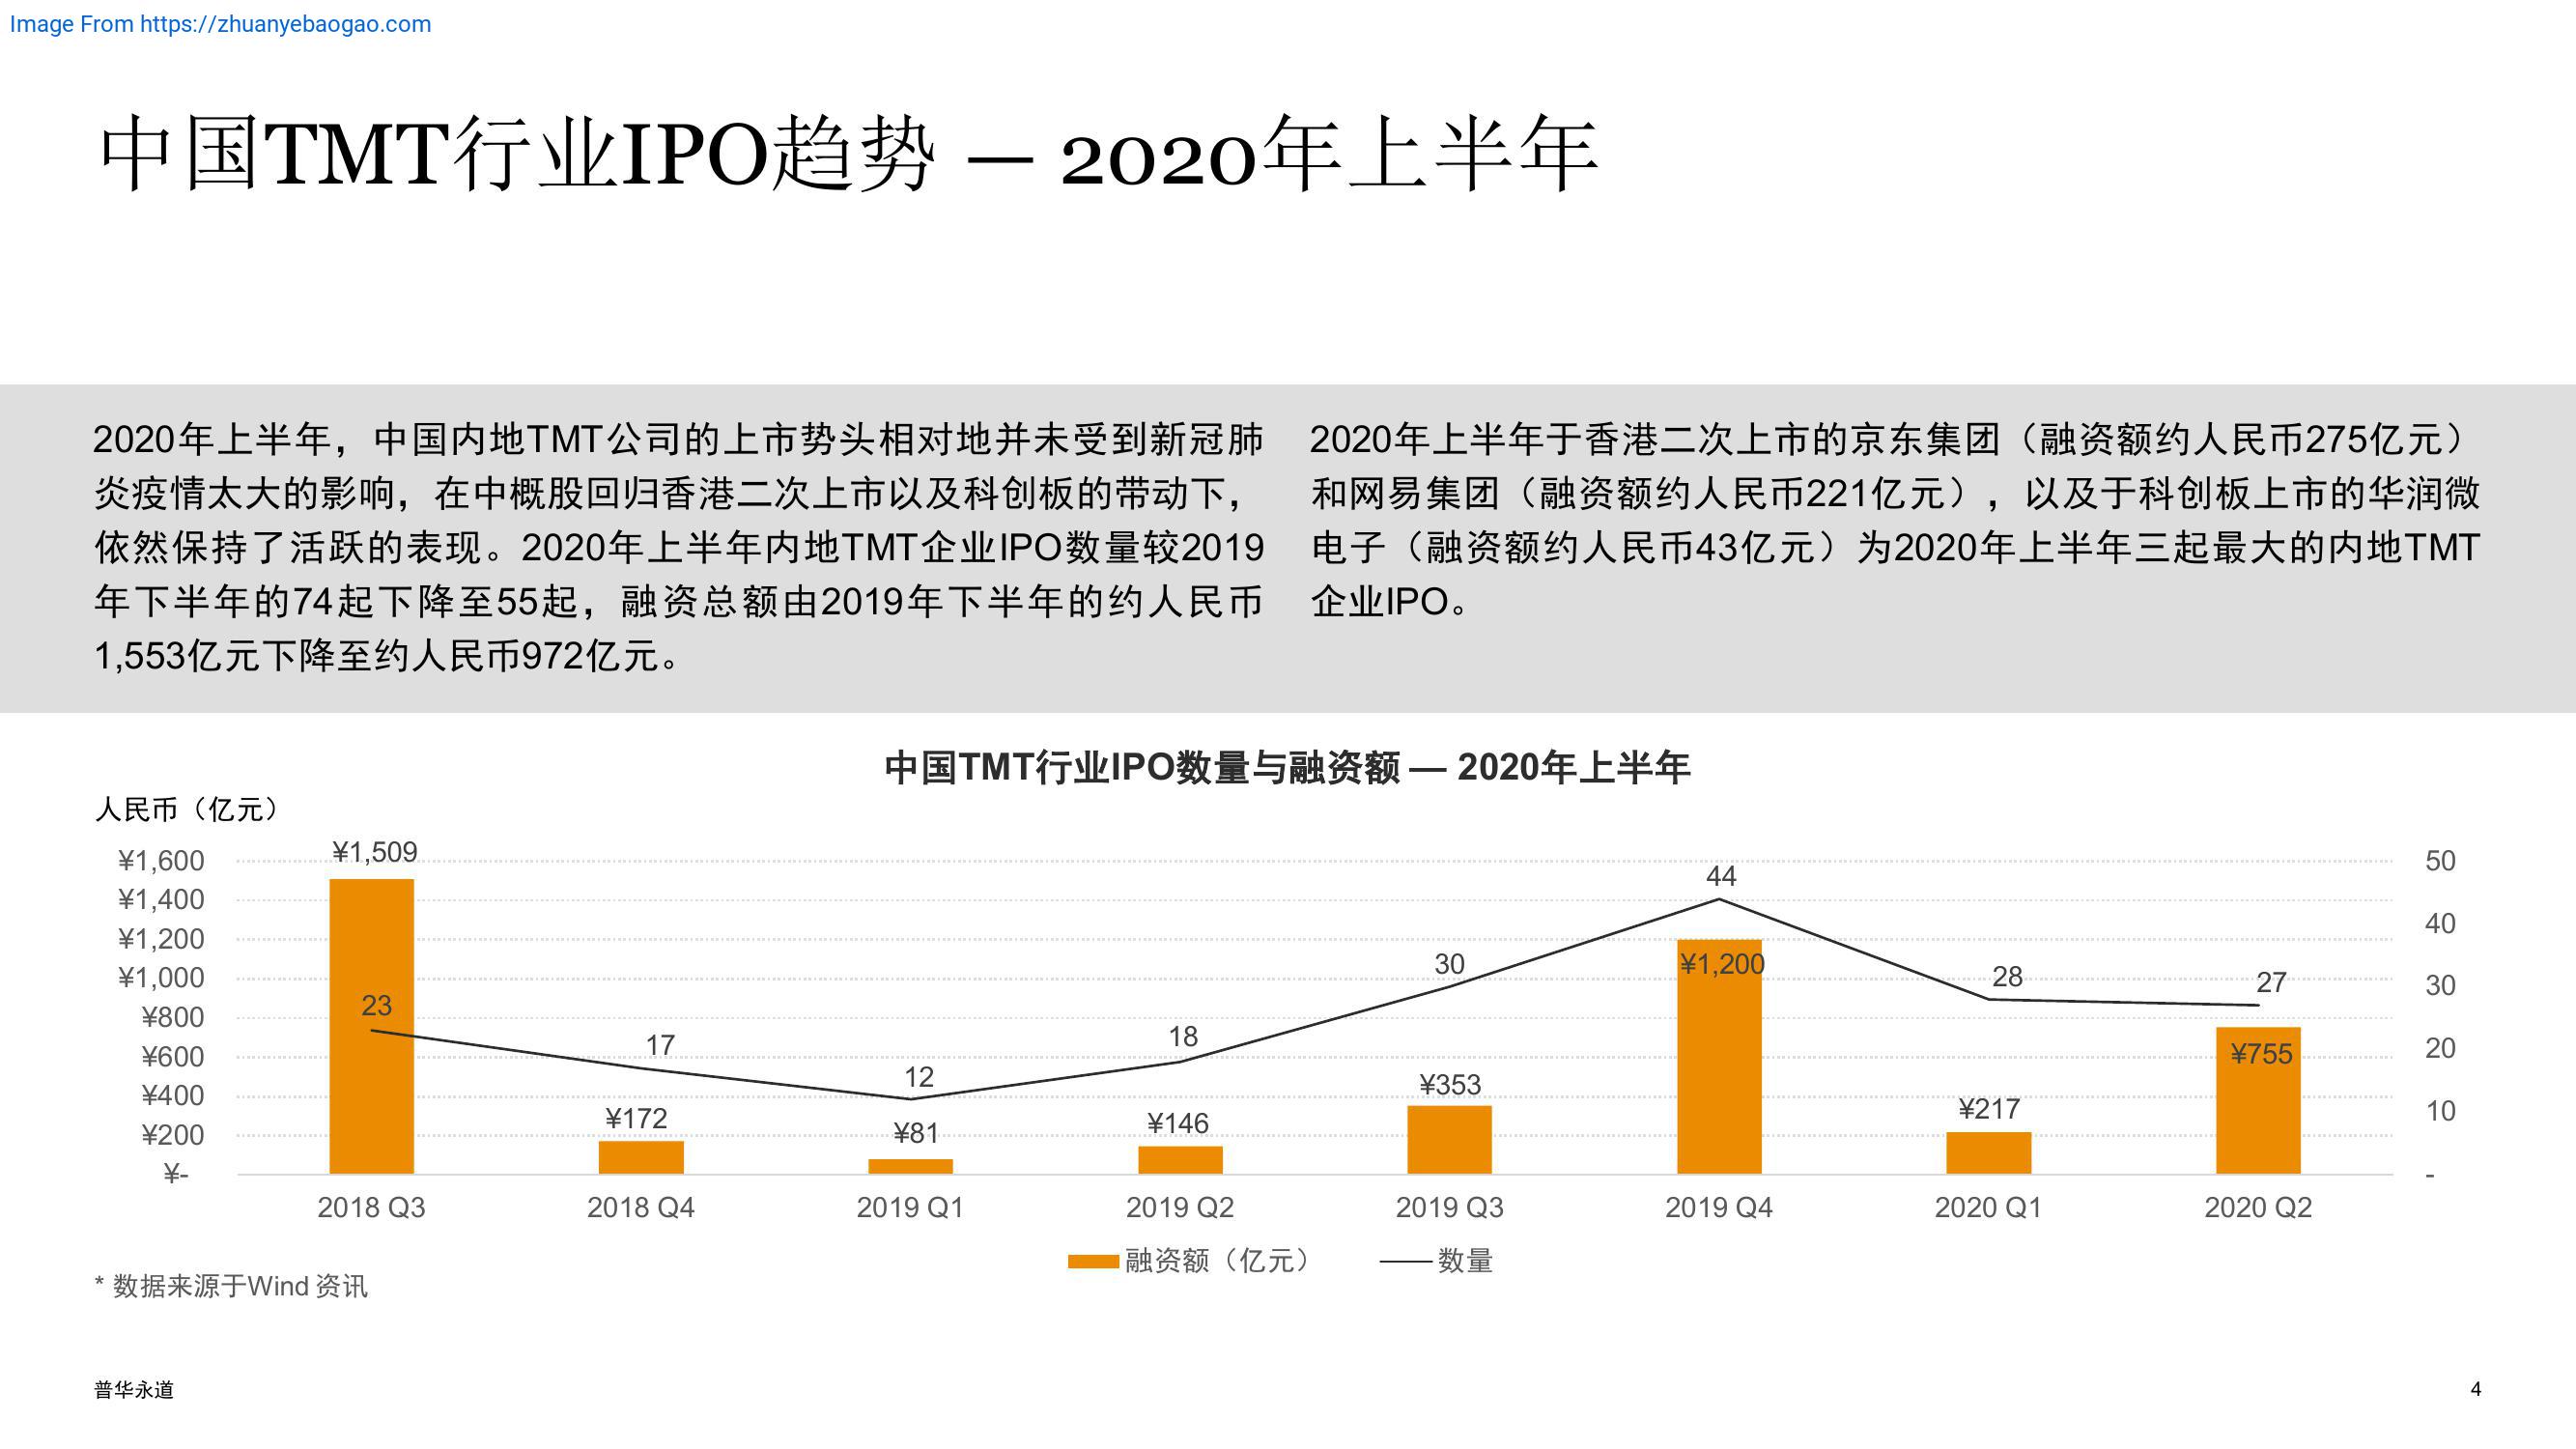 Image From https://zhuanyebaogao.com
中国TMT行业IPO趋势 — 2020年上半年
2020年上半年，中国内地TMT公司的上市势头相对地并未受到新冠肺
炎疫情太大的影响，在中概股回归香港二次上市以及科创板的带动下，
依然保持了活跃的表现。2020年上半年内地TMT企业IPO数量较2019
年下半年的74起下降至55起，融资总额由2019年下半年的约人民币
1,553亿元下降至约人民币972亿元。
2020年上半年于香港二次上市的京东集团（融资额约人民币275亿元）
和网易集团（融资额约人民币221亿元），以及于科创板上市的华润微
电子（融资额约人民币43亿元）为2020年上半年三起最大的内地TMT
企业IPO。
中国TMT行业IPO数量与融资额 — 2020年上半年
人民币（亿元）
¥1,600
¥1,400
¥1,200
¥1,000
¥800
¥600
¥400
¥200
¥-
¥1,509
¥172
¥81
¥146
¥353
¥1,200
¥217
¥755
23
17
12
18
30
44
28
27
50
40
30
20
10
-
2018 Q3
2018 Q4
2019 Q1
2019 Q2
2019 Q3
2019 Q4
2020 Q1
2020 Q2
融资额（亿元）
数量
* 数据来源于Wind 资讯
普华永道
4